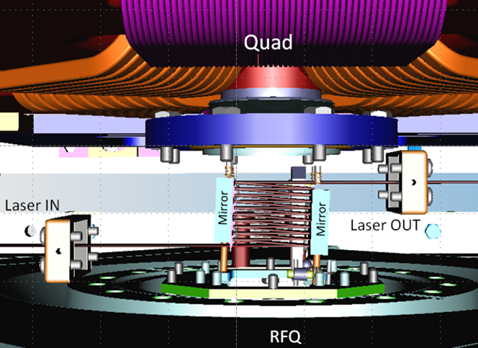 Quad
Laser IN
Mirror
Mirror
Laser OUT
RFQ